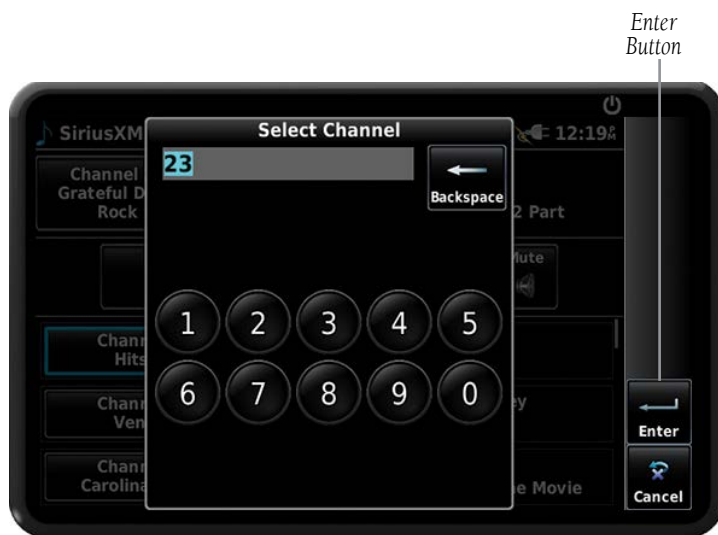 Enter
Button
SiriusXM
Select Channel
12:19
23
Backspace
Channel
Grateful D
Rock
2 Part
Mute
1 2 3 4 5
Chann
Hits
6 7 8 9 0
Chann
Ven
ey
Enter
Chann
Carolina
e Movie
Cancel